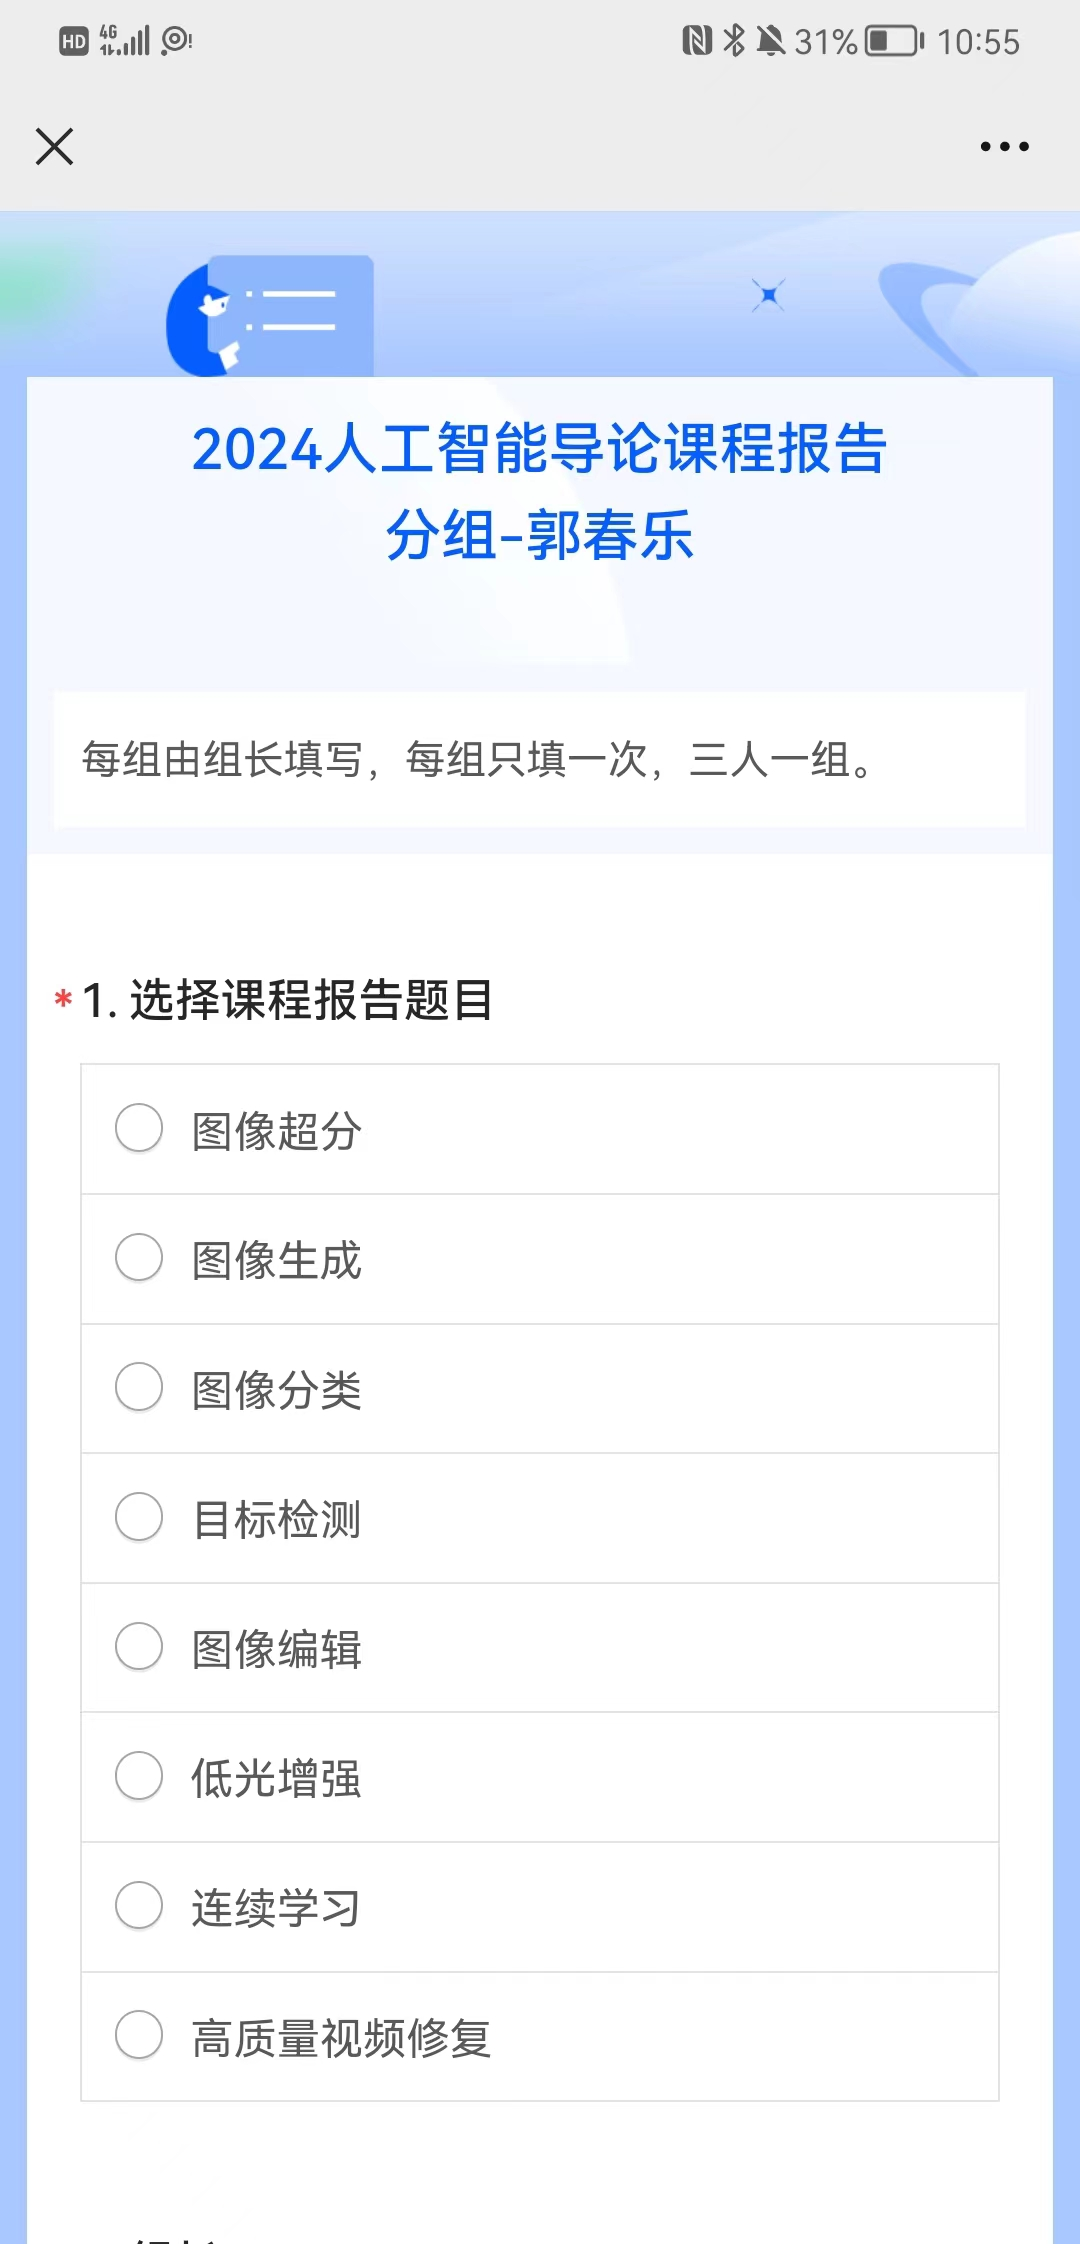 HD 4G 31% 10:55
2024人工智能导论课程报告
分组-郭春乐
每组由组长填写，每组只填一次，三人一组。
* 1. 选择课程报告题目
图像超分
图像生成
图像分类
目标检测
图像编辑
低光增强
连续学习
高质量视频修复